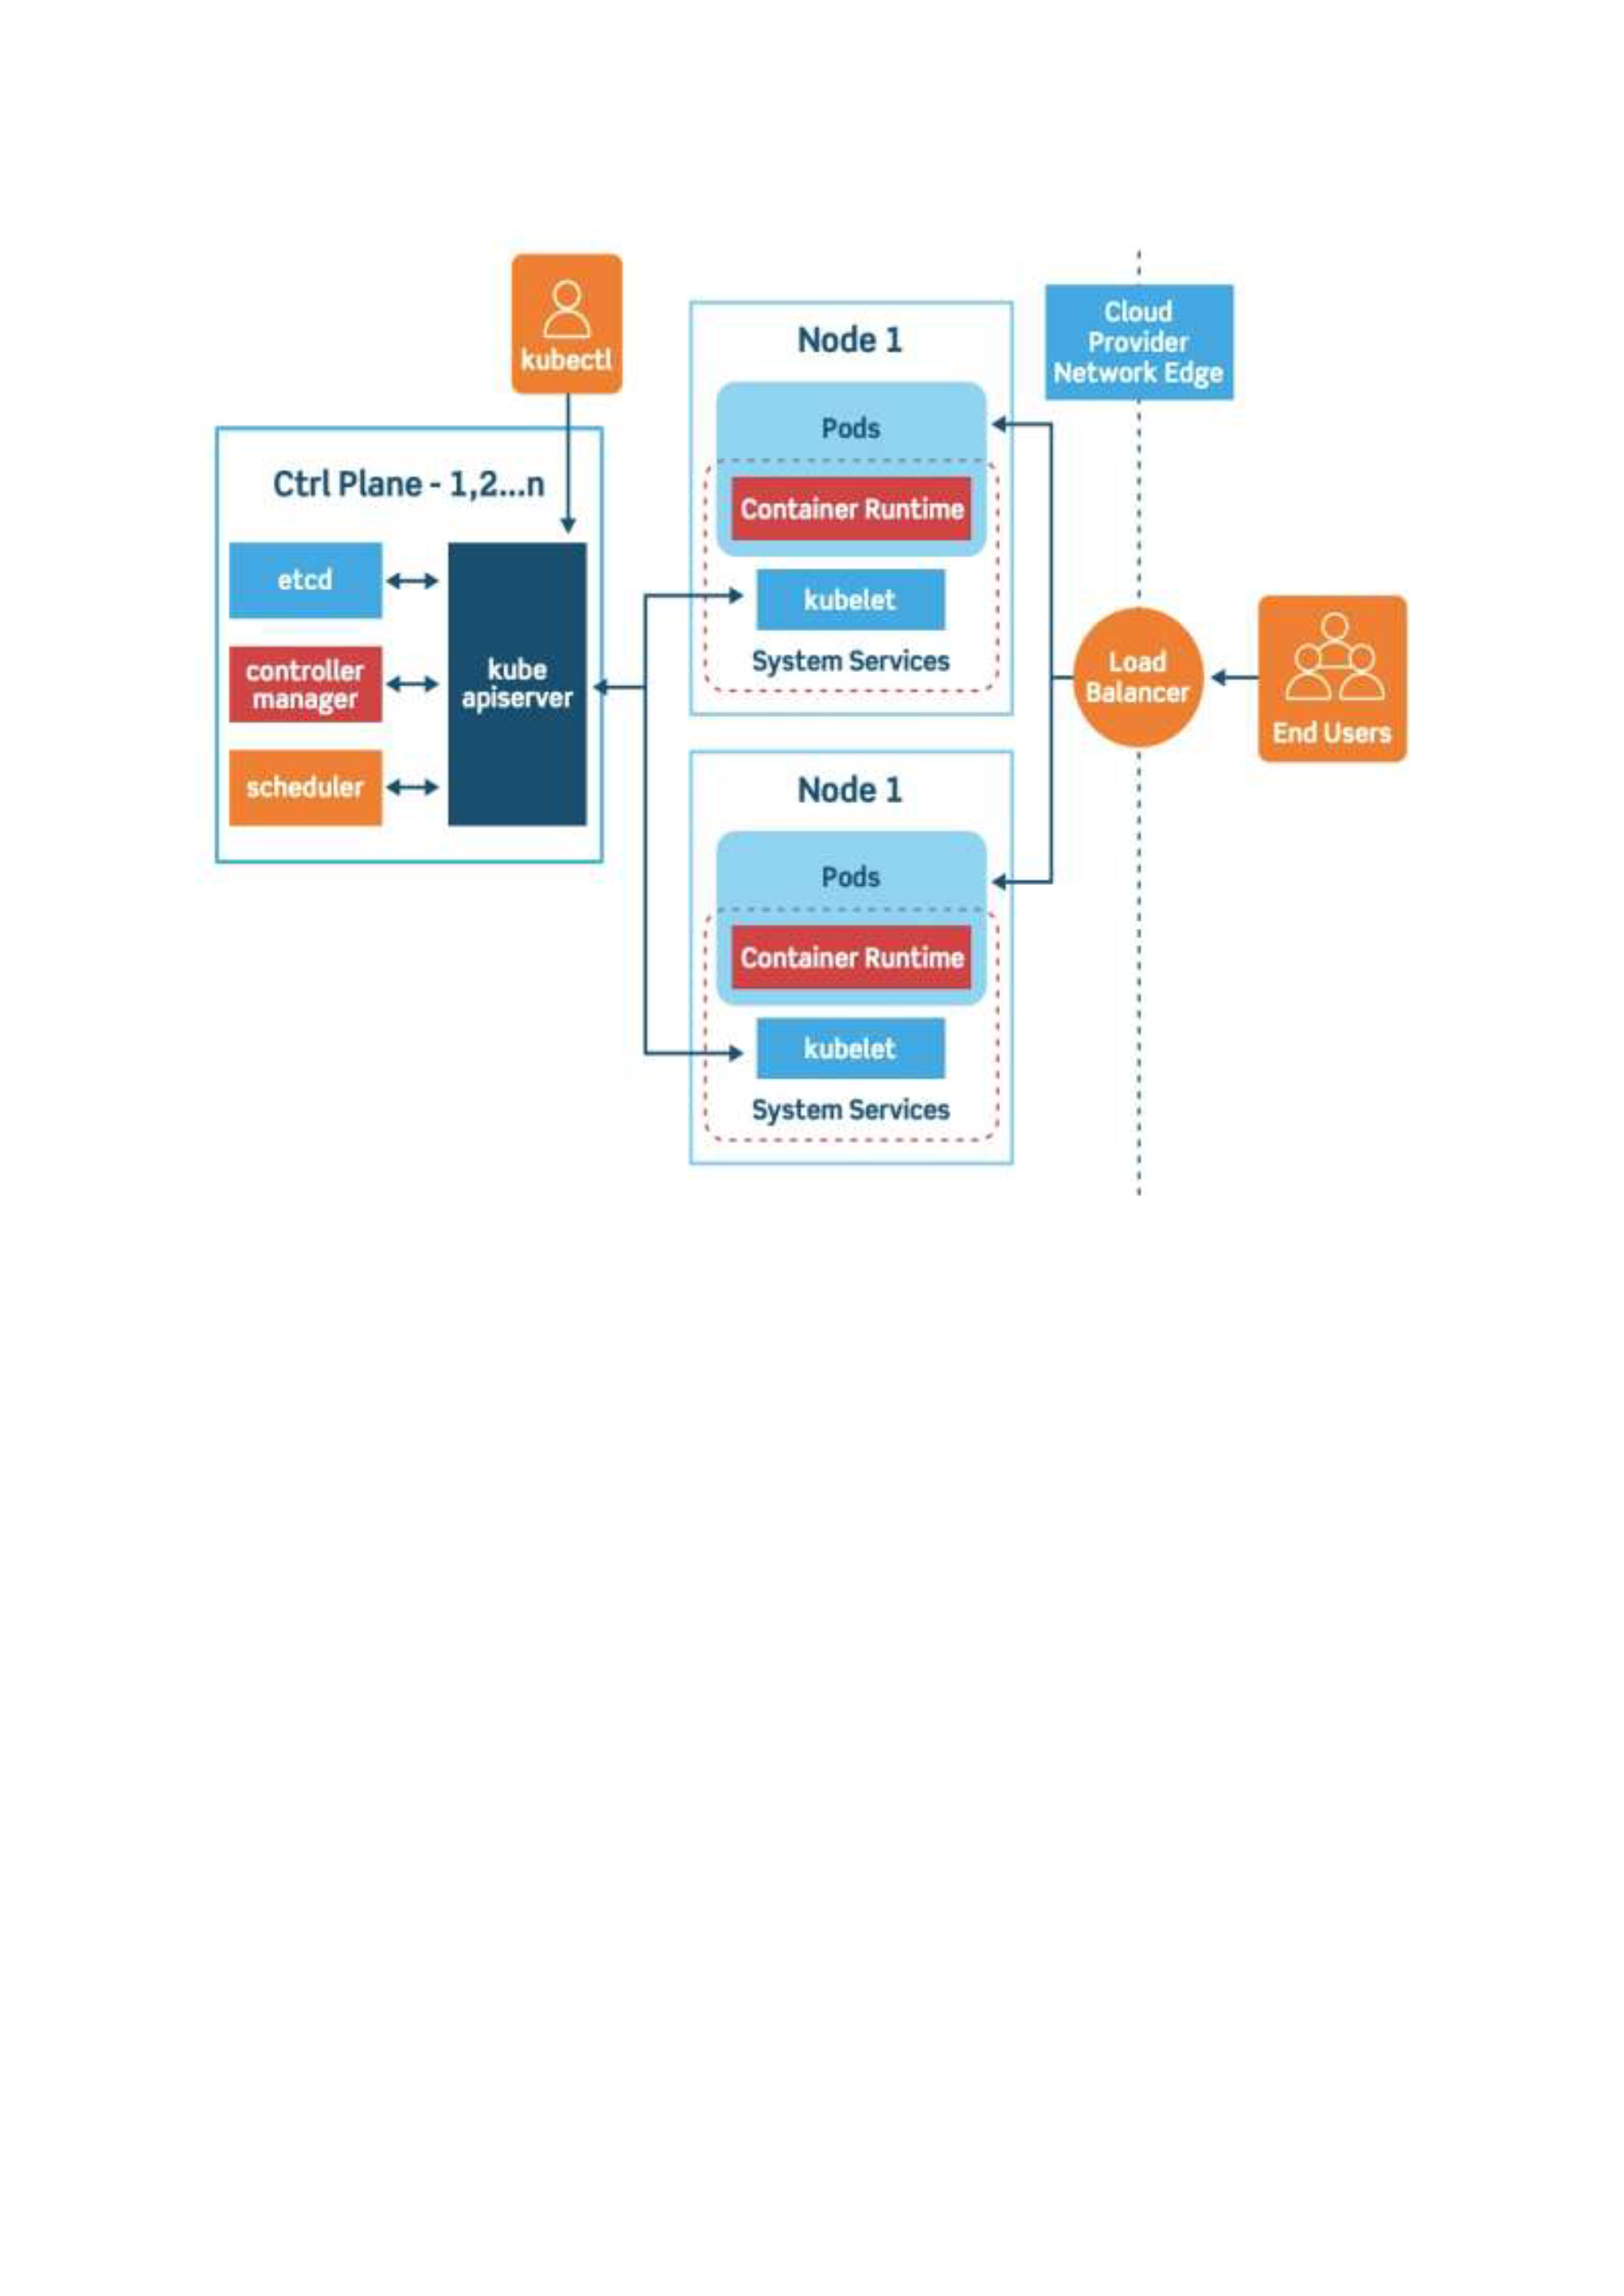 kubectl
Ctrl Plane - 1,2...n
etcd
controller
manager
scheduler
kube
apiserver
Node 1
Pods
Container Runtime
kubelet
System Services
Node 1
Pods
Container Runtime
kubelet
System Services
Cloud
Provider
Network Edge
Load
Balancer
End Users